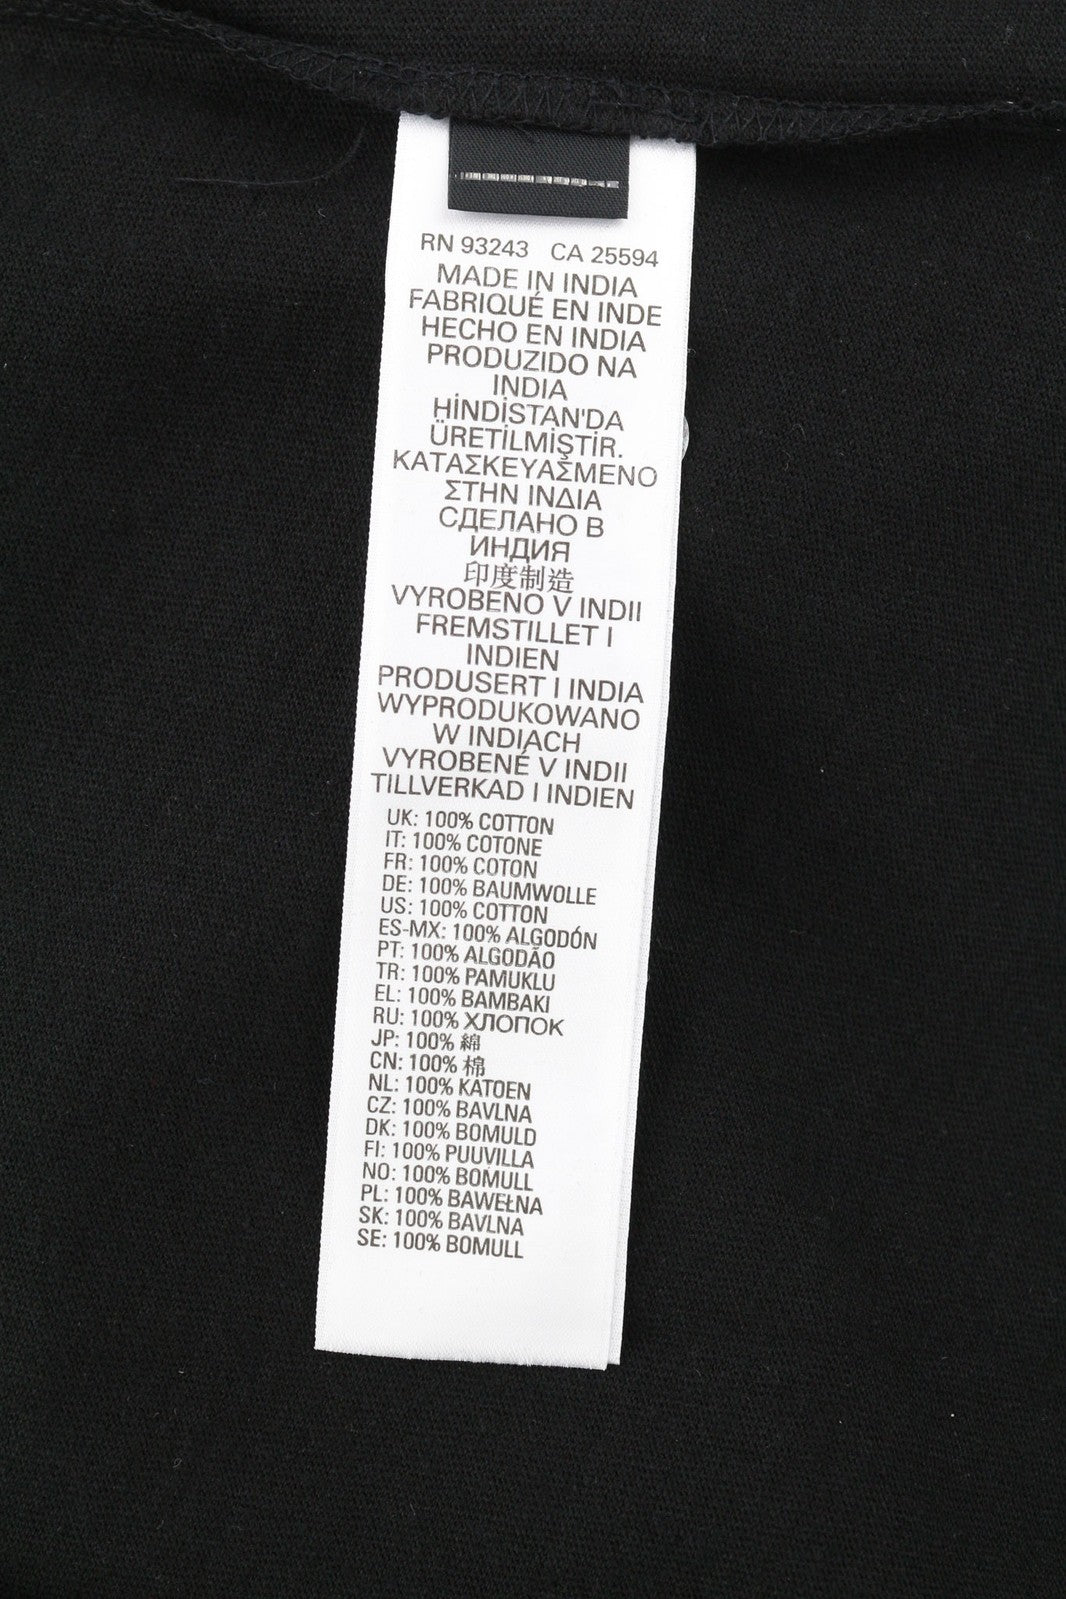 RN 93243 CA 25594
MADE IN INDIA
FABRIQUÉ EN INDE
HECHO EN INDIA
PRODUZIDO NA
INDIA
HİNDİSTAN'DA
ÜRETİLMİŞTİR.
ΚΑΤΑΣΚΕΥΑΣΜΕΝΟ
ΣΤΗΝ ΙΝΔΙΑ
СДЕЛАНО В
ИНДИЯ
印度制造
VYROBENO V INDII
FREMSTILLET I
INDIEN
PRODUSERT I INDIA
WYPRODUKOWANO
W INDIACH
VYROBENÉ V INDII
TILLVERKAD I INDIEN
UK: 100% COTTON
IT: 100% COTONE
FR: 100% COTON
DE: 100% BAUMWOLLE
US: 100% COTTON
ES-MX: 100% ALGODÓN
PT: 100% ALGODÃO
TR: 100% PAMUKLU
EL: 100% ΒΑΜΒΑΚΙ
RU: 100% ХЛОПОК
JP: 100% 綿
CN: 100% 棉
NL: 100% KATOEN
CZ: 100% BAVLNA
DK: 100% BOMULD
FI: 100% PUUVILLA
NO: 100% BOMULL
PL: 100% BAWEŁNA
SK: 100% BAVLNA
SE: 100% BOMULL